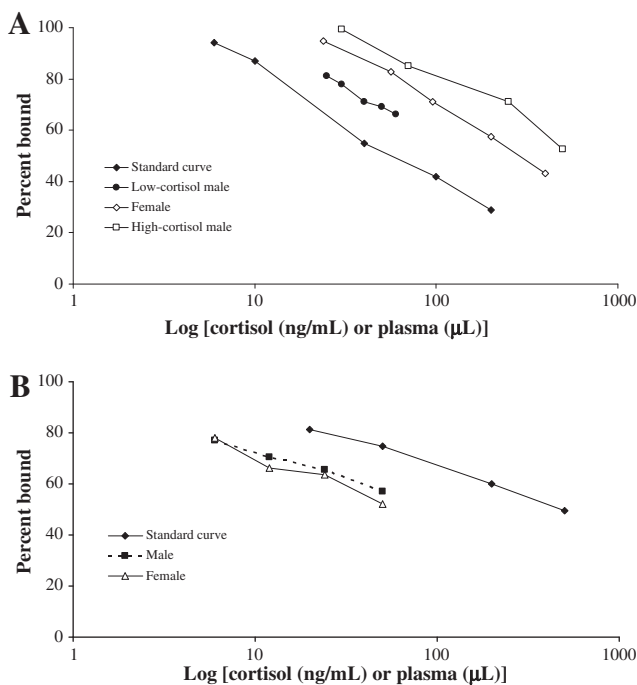 A
100
80
60
40
20
0
Percent bound
Standard curve
Low-cortisol male
Female
High-cortisol male
1 10 100 1000
Log [cortisol (ng/mL) or plasma (µL)]
B
100
80
60
40
20
0
Percent bound
Standard curve
Male
Female
1 10 100 1000
Log [cortisol (ng/mL) or plasma (µL)]